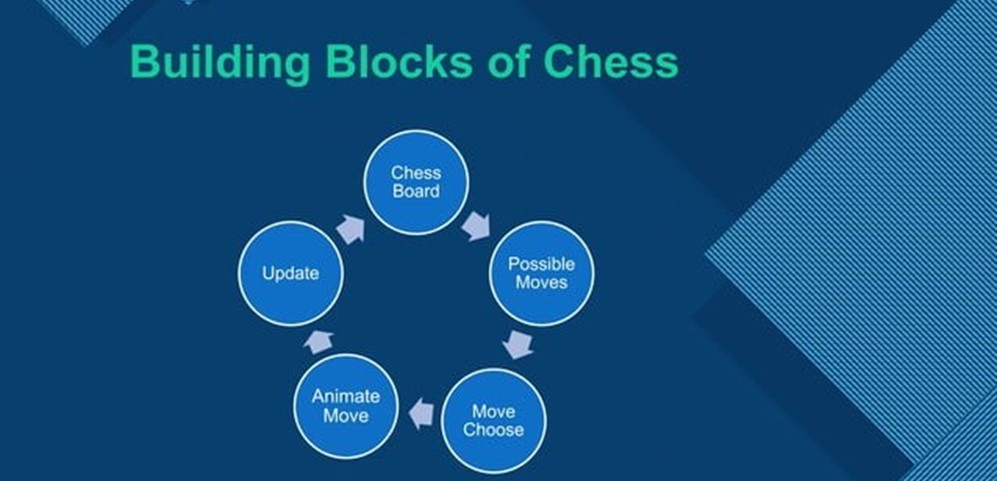 Building Blocks of Chess
Chess
Board
Possible
Moves
Move
Choose
Animate
Move
Update